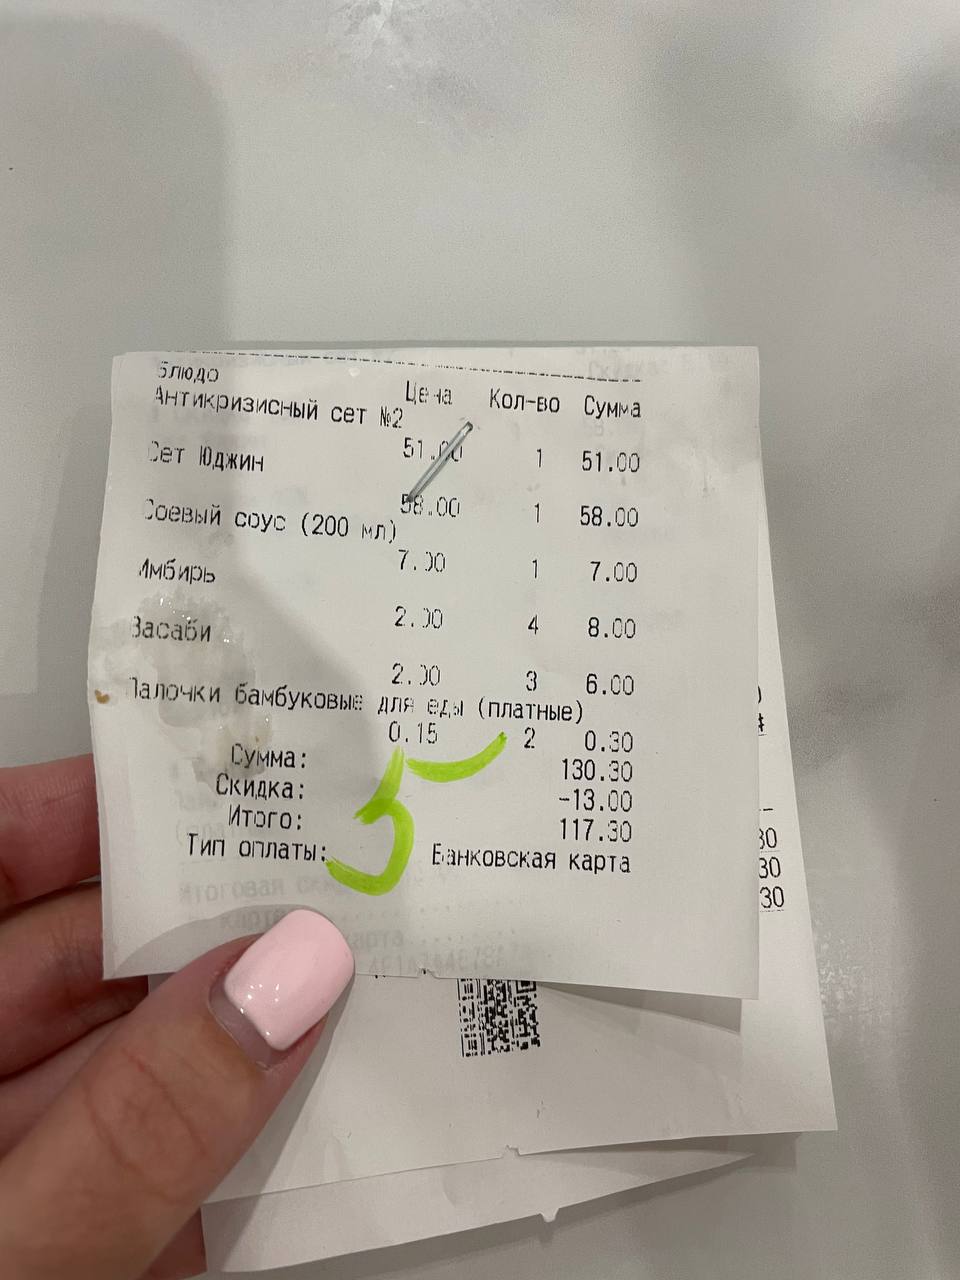 Блюдо Цена Кол-во Сумма
Антикризисный сет №2
51.00 1 51.00
Сет Юджин
58.00 1 58.00
Соевый соус (200 мл)
7.00 1 7.00
Имбирь
2.00 4 8.00
Васаби
2.00 3 6.00
Палочки бамбуковые для еды (платные)
0.15 2 0.30
Сумма: 130.30
Скидка: -13.00
Итого: 117.30
Тип оплаты: Банковская карта
5
30
30
30